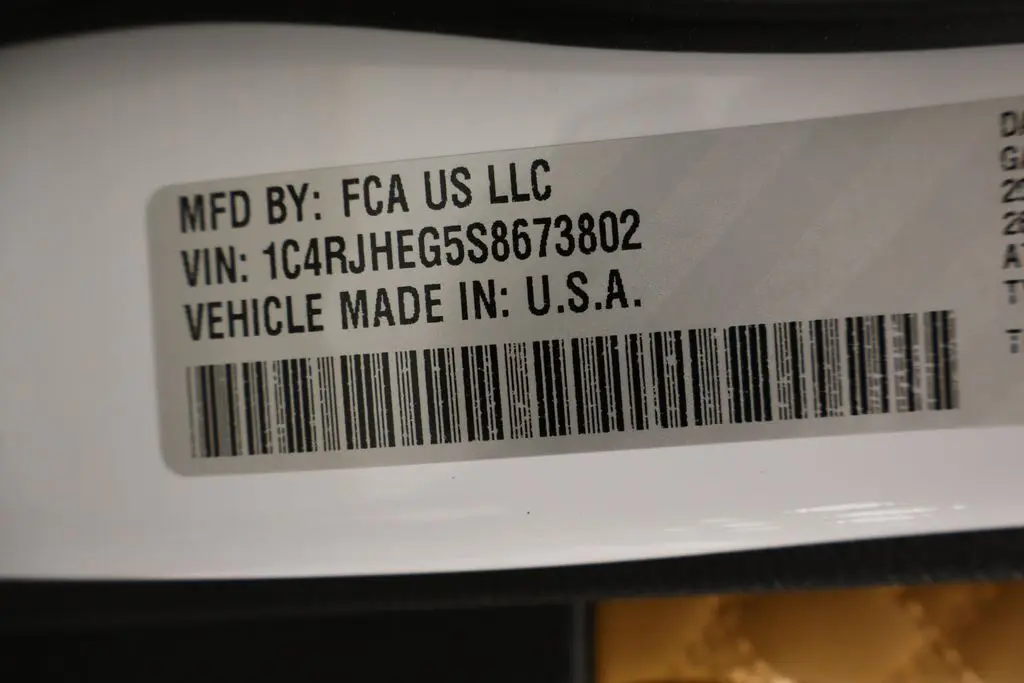 MFD BY: FCA US LLC
VIN: 1C4RJHEG5S8673802
VEHICLE MADE IN: U.S.A.